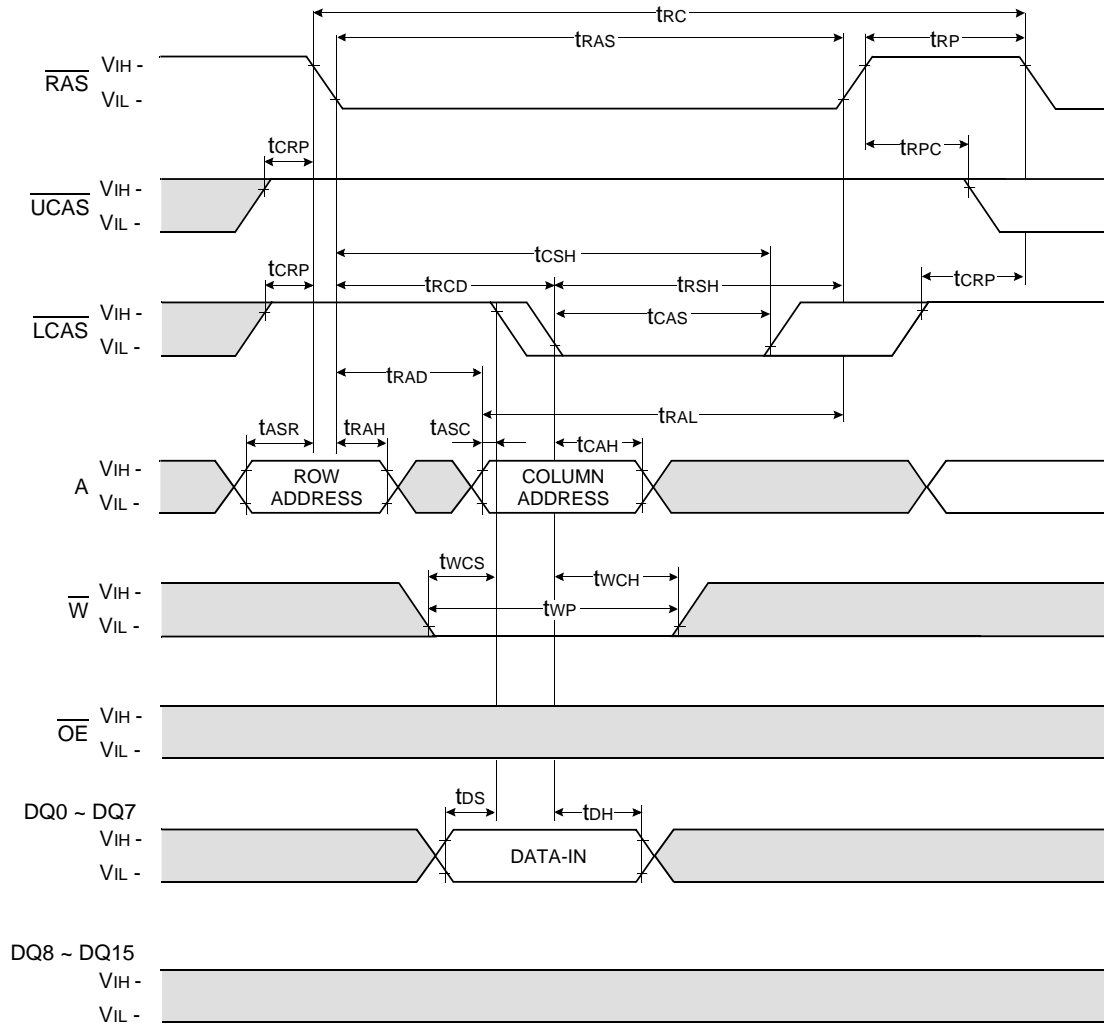 tRC
tRAS
tRP
RAS
VIH -
VIL -
tCRP
tRPC
UCAS
VIH -
VIL -
tCSH
tCRP
tRCD
tRSH
tCRP
LCAS
VIH -
VIL -
tCAS
tRAD
tRAL
tASR
tRAH
tASC
tCAH
A
VIH -
VIL -
ROW
ADDRESS
COLUMN
ADDRESS
tWCS
tWCH
W
VIH -
VIL -
tWP
OE
VIH -
VIL -
tDS
tDH
DQ0 ~ DQ7
VIH -
VIL -
DATA-IN
DQ8 ~ DQ15
VIH -
VIL -